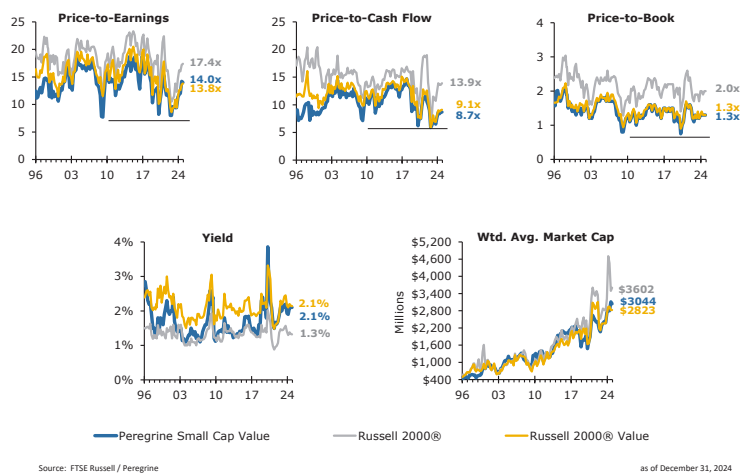 Price-to-Earnings
25
20
15
10
5
0
96 03 10 17 24
17.4x
14.0x
13.8x
Price-to-Cash Flow
25
20
15
10
5
0
96 03 10 17 24
13.9x
9.1x
8.7x
Price-to-Book
4
3
2
1
0
96 03 10 17 24
2.0x
1.3x
1.3x
Yield
4%
3%
2%
1%
0%
96 03 10 17 24
2.1%
2.1%
1.3%
Wtd. Avg. Market Cap
Millions
$5,200
$4,600
$4,000
$3,400
$2,800
$2,200
$1,600
$1,000
$400
96 03 10 17 24
$3602
$3044
$2823
Peregrine Small Cap Value Russell 2000® Russell 2000® Value
Source: FTSE Russell / Peregrine as of December 31, 2024